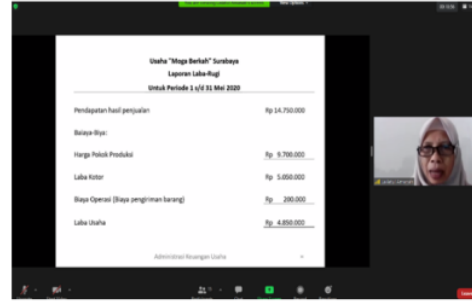 Usaha "Moga Berkah" Surabaya
Laporan Laba-Rugi
Untuk Periode 1 s/d 31 Mei 2020
Pendapatan hasil penjualan Rp 14.750.000
Baiaya-Biya:
Harga Pokok Produksi Rp 9.700.000
Laba Kotor Rp 5.050.000
Biaya Operasi (Biaya pengiriman barang) Rp 200.000
Laba Usaha Rp 4.850.000
Administrasi Keuangan Usaha